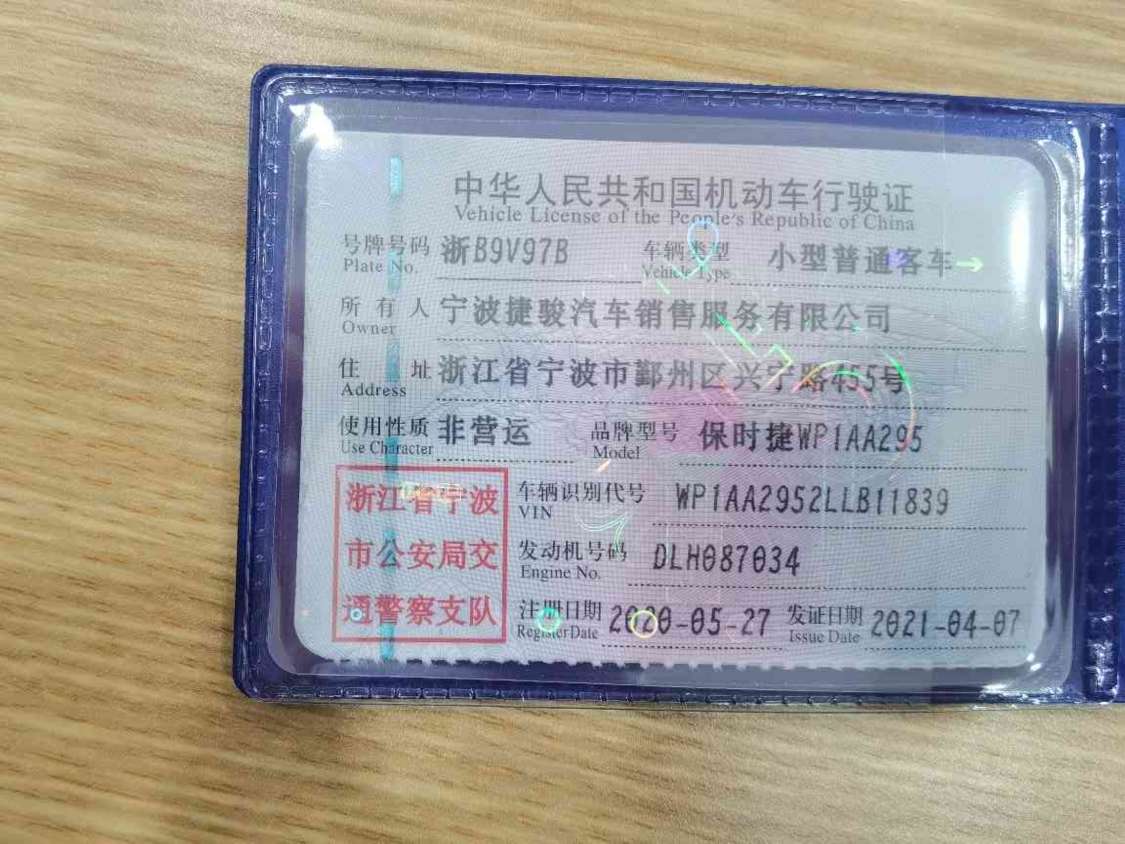 中华人民共和国机动车行驶证
Vehicle License of the People's Republic of China
号牌号码 浙B9V97B 车辆类型 小型普通客车
Plate No. Vehicle Type
所有人 宁波捷骏汽车销售服务有限公司
Owner
住址 浙江省宁波市鄞州区兴宁路455号
Address
使用性质 非营运 品牌型号 保时捷WP1AA295
Use Character Model
浙江省宁波 车辆识别代号 WP1AA2952LLB11839
VIN
市公安局交 发动机号码 DLH087034
Engine No.
通警察支队 注册日期 2020-05-27 发证日期 2021-04-07
Register Date Issue Date